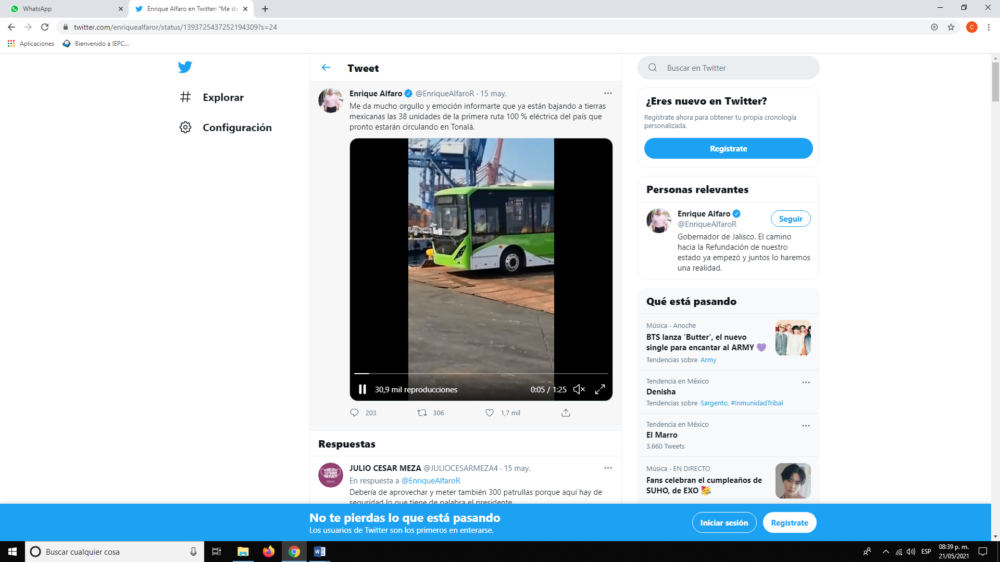 WhatsApp
Enrique Alfaro en Twitter: "Me da
twitter.com/enriquealfaror/status/1393725437252194309?s=24
C
Aplicaciones
Bienvenido a IEPC...
Explorar
Configuración
Tweet
Enrique Alfaro @EnriqueAlfaroR · 15 may.
Me da mucho orgullo y emoción informarte que ya están bajando a tierras
mexicanas las 38 unidades de la primera ruta 100 % eléctrica del país que
pronto estarán circulando en Tonalá.
30,9 mil reproducciones
0:05 / 1:25
203
306
1,7 mil
Respuestas
JULIO CESAR MEZA @JULIOCESARMEZA4 · 15 may.
En respuesta a @EnriqueAlfaroR
Debería de aprovechar y meter también 300 patrullas porque aquí hay de
seguridad lo que tiene de palabra el presidente
Buscar en Twitter
¿Eres nuevo en Twitter?
Regístrate ahora para obtener tu propia cronología
personalizada.
Regístrate
Personas relevantes
Enrique Alfaro
@EnriqueAlfaroR
Seguir
Gobernador de Jalisco. El camino
hacia la Refundación de nuestro
estado ya empezó y juntos lo haremos
una realidad.
Qué está pasando
Música · Anoche
BTS lanza 'Butter', el nuevo
single para encantar al ARMY 💜
Tendencias sobre Army
Tendencia en México
Denisha
Tendencias sobre Sargento, #InmunidadTribal
Tendencia en México
El Marro
3.660 Tweets
Música · EN DIRECTO
Fans celebran el cumpleaños de
SUHO, de EXO 🥳
No te pierdas lo que está pasando
Los usuarios de Twitter son los primeros en enterarse.
Iniciar sesión
Regístrate
Buscar cualquier cosa
ESP
08:39 p. m.
21/05/2021